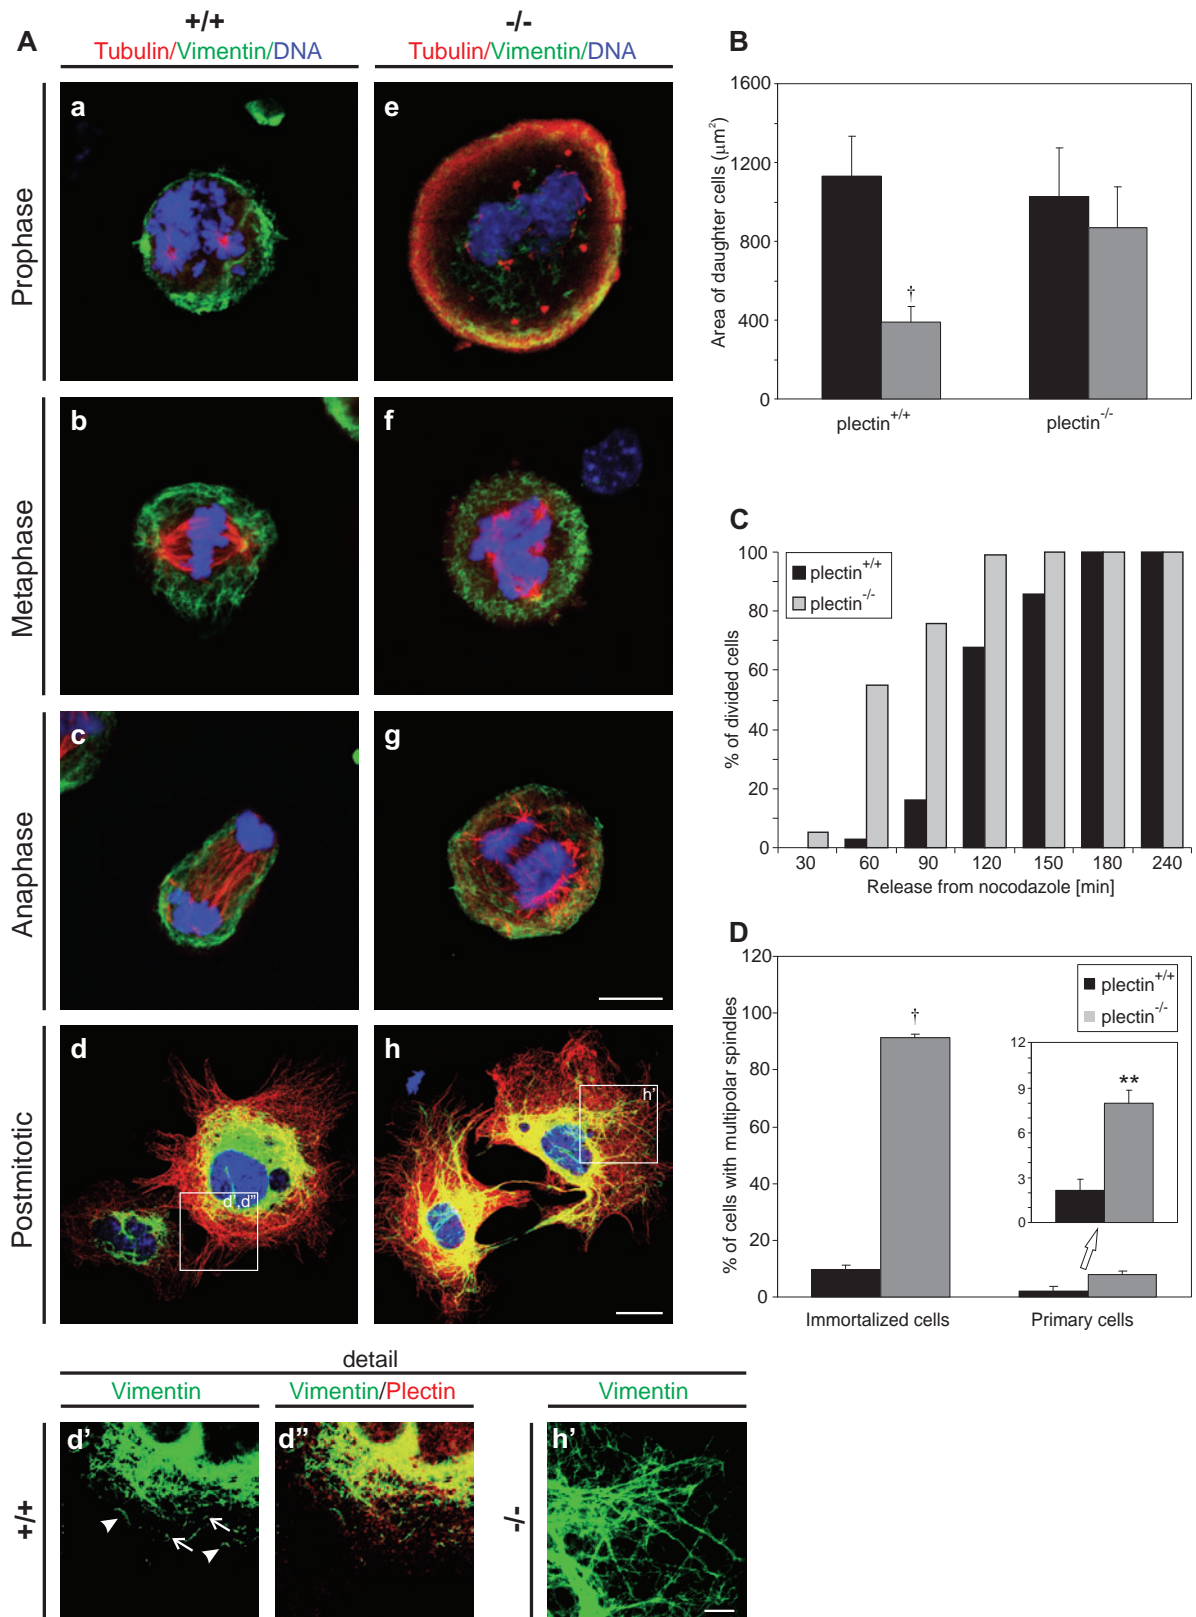 A
+/+
Tubulin/Vimentin/DNA
-/-
Tubulin/Vimentin/DNA
Prophase
a
e
Metaphase
b
f
Anaphase
c
g
Postmitotic
d
d',d''
h
h'
detail
Vimentin
Vimentin/Plectin
Vimentin
+/+
d'
d''
-/-
h'
B
Area of daughter cells (μm²)
1600
1200
800
400
0
†
plectin+/+
plectin-/-
C
% of divided cells
100
80
60
40
20
0
plectin+/+
plectin-/-
30 60 90 120 150 180 240
Release from nocodazole [min]
D
% of cells with multipolar spindles
120
100
80
60
40
20
0
†
plectin+/+
plectin-/-
12
9
6
3
0
**
Immortalized cells
Primary cells